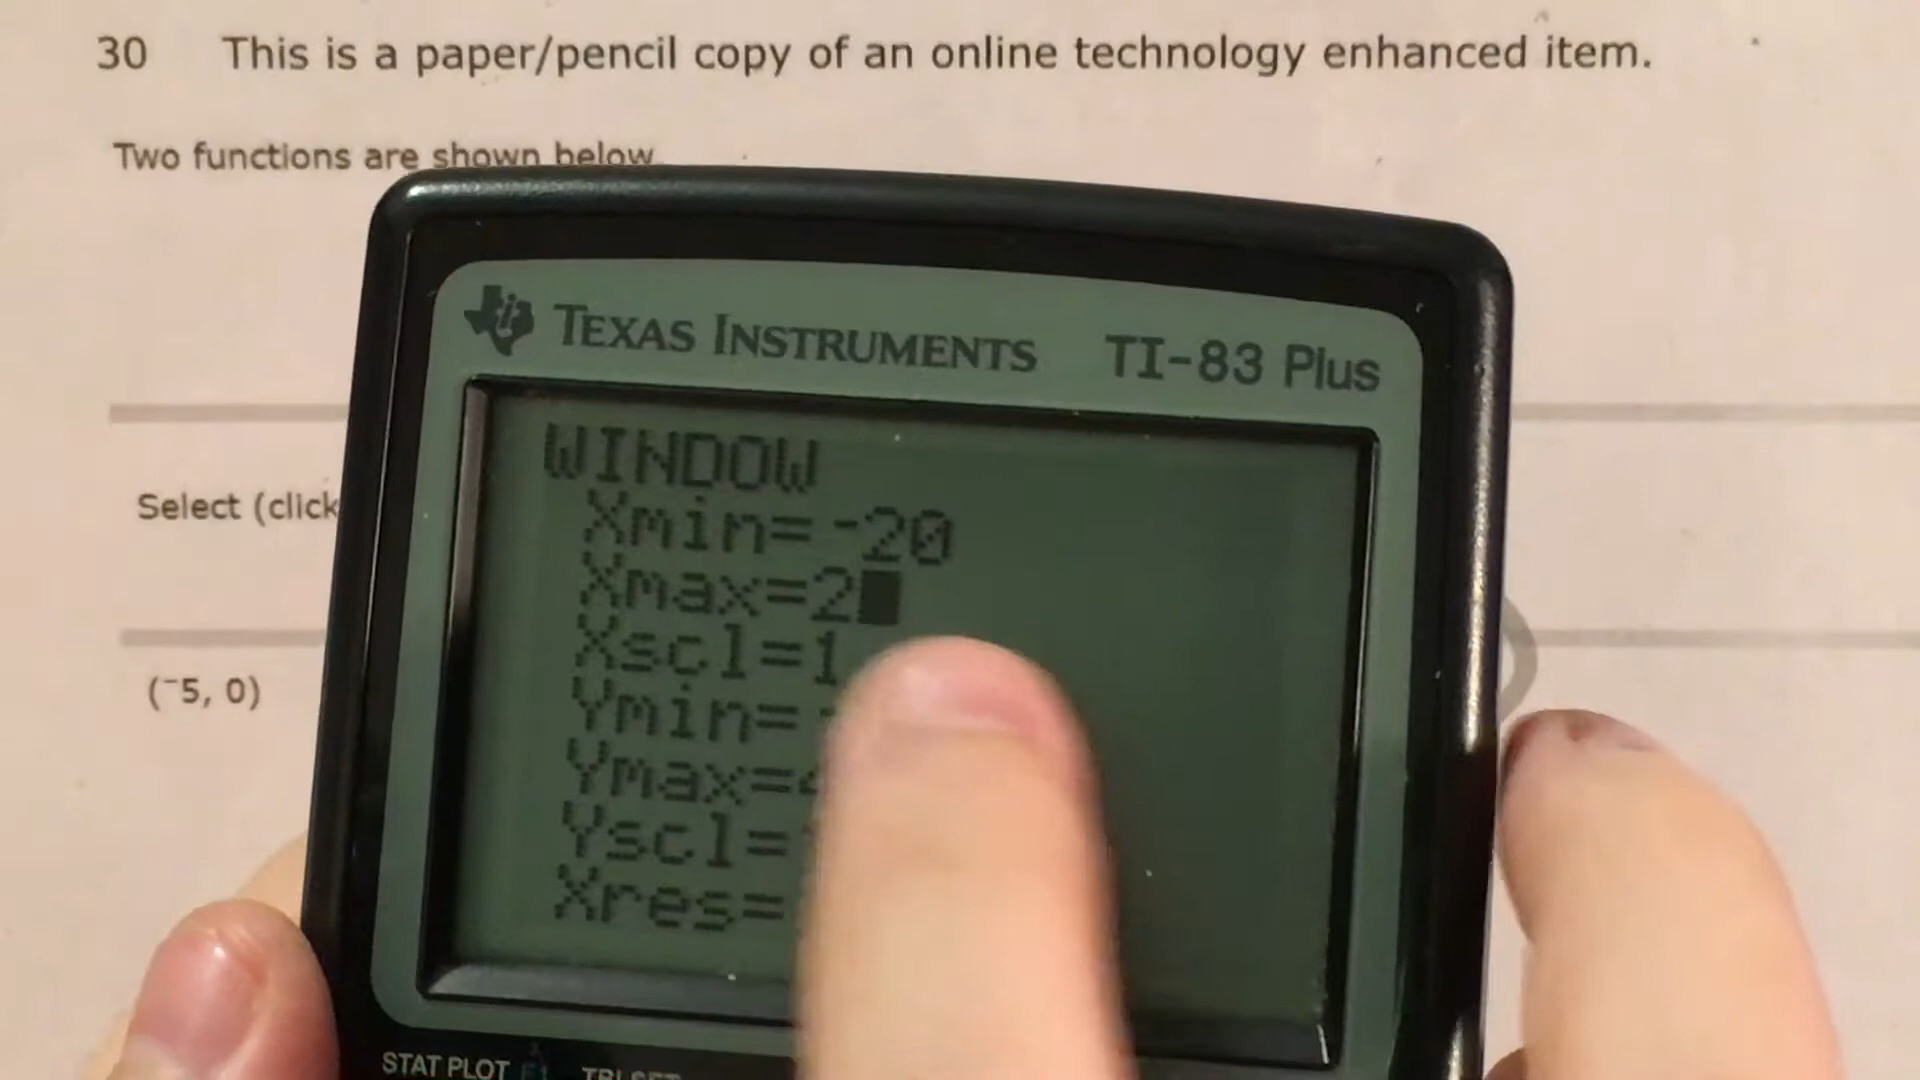 30 This is a paper/pencil copy of an online technology enhanced item.
Two functions are shown below
TEXAS INSTRUMENTS TI-83 Plus
WINDOW
Xmin=-20
Xmax=2
Xscl=1
Ymin=-
Ymax=
Yscl=
Xres=
Select (click
(⁻5, 0)
STAT PLOT F1 TBLSET